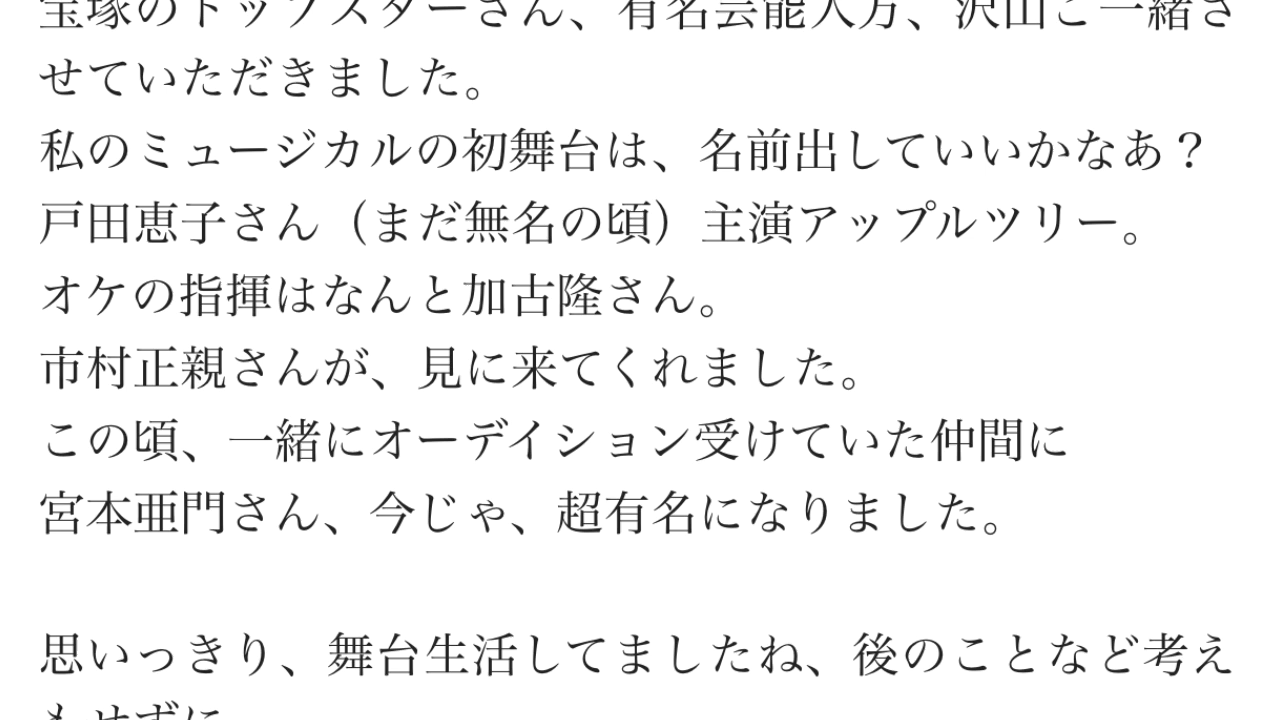 宝塚のトップスターさん、有名芸能人方、沢山ご一緒さ
せていただきました。
私のミュージカルの初舞台は、名前出していいかなあ？
戸田恵子さん（まだ無名の頃）主演アップルツリー。
オケの指揮はなんと加古隆さん。
市村正親さんが、見に来てくれました。
この頃、一緒にオーデイション受けていた仲間に
宮本亜門さん、今じゃ、超有名になりました。
思いっきり、舞台生活してましたね、後のことなど考え
もせずに